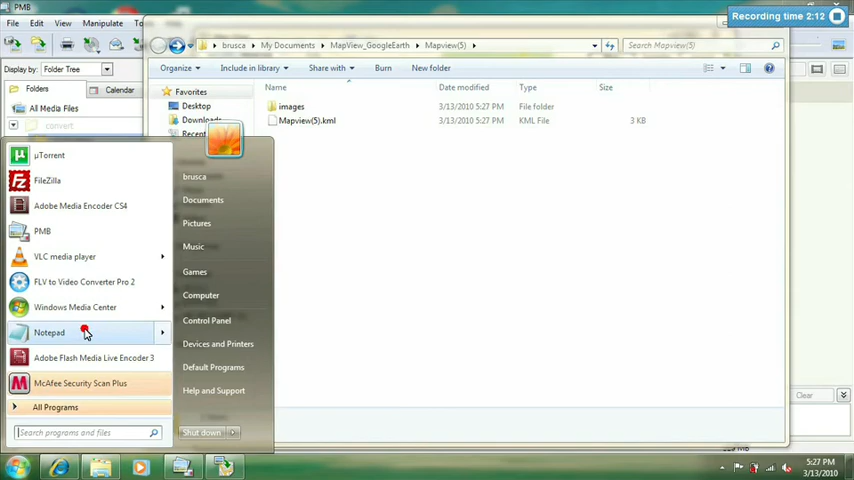 PMB
Recording time 2:12
File Edit View Manipulate T
brusca My Documents MapView_GoogleEarth Mapview(5) Search Mapview(5)
Organize Include in library Share with Burn New folder
Display by: Folder Tree
Folders Calendar
All Media Files
convert
Favorites
Desktop
Downloads
Recent
Name Date modified Type Size
images 3/13/2010 5:27 PM File folder
Mapview(5).kml 3/13/2010 5:27 PM KML File 3 KB
µTorrent
FileZilla
Adobe Media Encoder CS4
PMB
VLC media player
FLV to Video Converter Pro 2
Windows Media Center
Notepad
Adobe Flash Media Live Encoder 3
McAfee Security Scan Plus
All Programs
Search programs and files
brusca
Documents
Pictures
Music
Games
Computer
Control Panel
Devices and Printers
Default Programs
Help and Support
Shut down
Clear
5:27 PM
3/13/2010